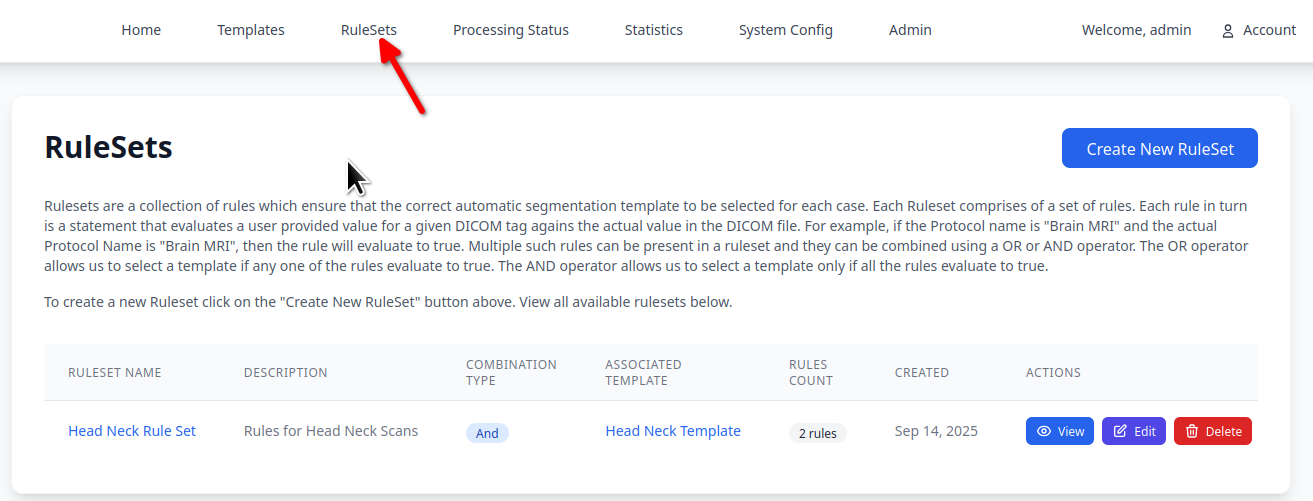 Home Templates RuleSets Processing Status Statistics System Config Admin Welcome, admin Account
RuleSets
Create New RuleSet
Rulesets are a collection of rules which ensure that the correct automatic segmentation template to be selected for each case. Each Ruleset comprises of a set of rules. Each rule in turn
is a statement that evaluates a user provided value for a given DICOM tag agains the actual value in the DICOM file. For example, if the Protocol name is "Brain MRI" and the actual
Protocol Name is "Brain MRI", then the rule will evaluate to true. Multiple such rules can be present in a ruleset and they can be combined using a OR or AND operator. The OR operator
allows us to select a template if any one of the rules evaluate to true. The AND operator allows us to select a template only if all the rules evaluate to true.
To create a new Ruleset click on the "Create New RuleSet" button above. View all available rulesets below.
RULESET NAME DESCRIPTION COMBINATION TYPE ASSOCIATED TEMPLATE RULES COUNT CREATED ACTIONS
Head Neck Rule Set Rules for Head Neck Scans And Head Neck Template 2 rules Sep 14, 2025 View Edit Delete